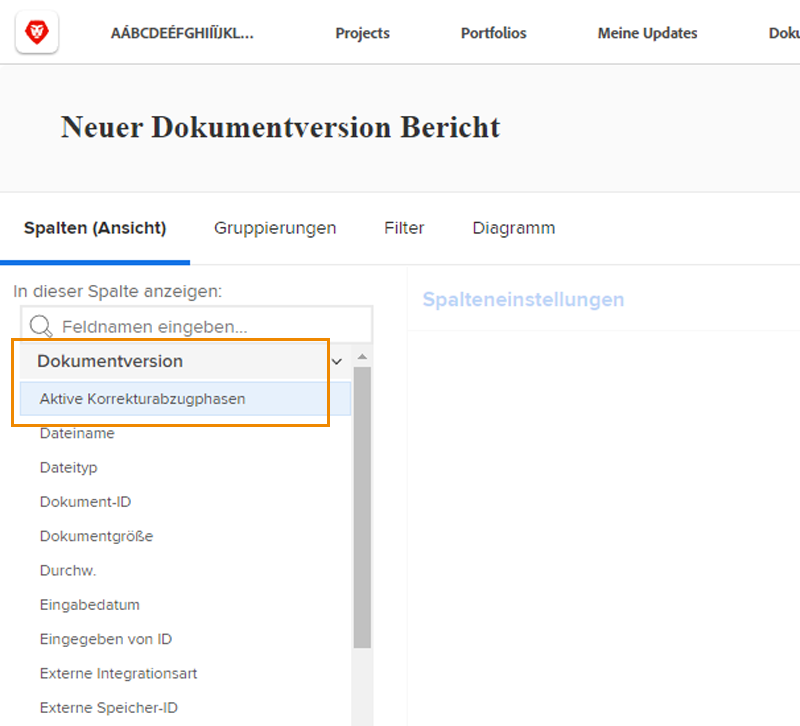 AÁBCDEÉFGHIÍÏJKL... Projects Portfolios Meine Updates Doku
Neuer Dokumentversion Bericht
Spalten (Ansicht) Gruppierungen Filter Diagramm
In dieser Spalte anzeigen:
Spalteneinstellungen
Feldnamen eingeben...
Dokumentversion
Aktive Korrekturabzugphasen
Dateiname
Dateityp
Dokument-ID
Dokumentgröße
Durchw.
Eingabedatum
Eingegeben von ID
Externe Integrationsart
Externe Speicher-ID